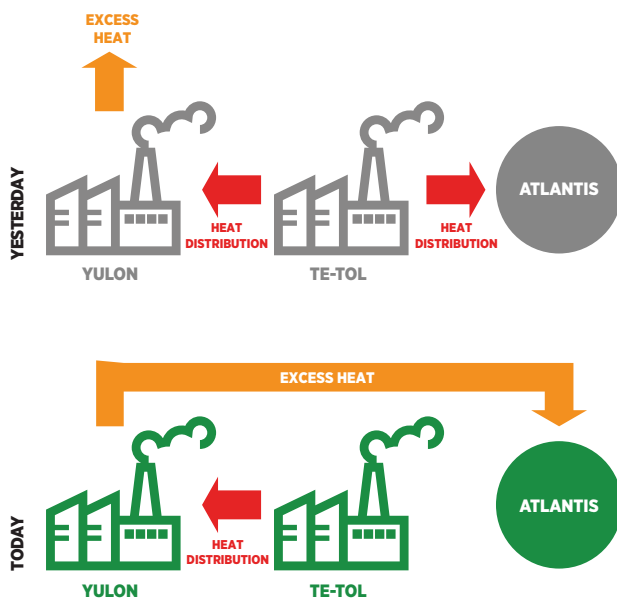 EXCESS
HEAT
YESTERDAY
ATLANTIS
HEAT
DISTRIBUTION
HEAT
DISTRIBUTION
YULON
TE-TOL
EXCESS HEAT
TODAY
ATLANTIS
HEAT
DISTRIBUTION
YULON
TE-TOL